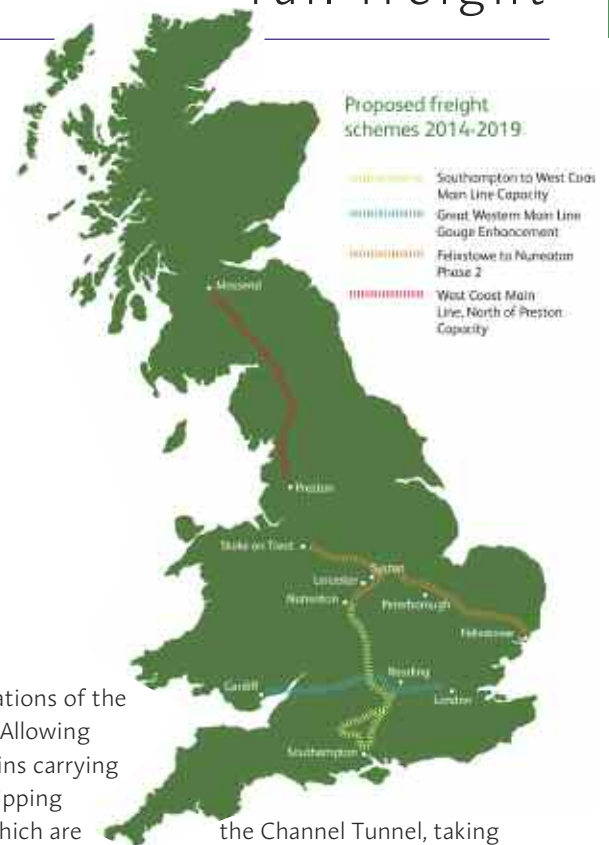 rail freight
Proposed freight
schemes 2014-2019
Southampton to West Coas
Main Line Capacity
Great Western Main Line
Gauge Enhancement
Felixstowe to Nuneaton
Phase 2
West Coast Main
Line, North of Preston
Capacity
Mossend
Preston
Stoke on Trent
Syston
Leicester
Nuneaton
Peterborough
Felixstowe
Cardiff
Reading
London
Southampton
ations of the
Allowing
ins carrying
ipping
hich are
the Channel Tunnel, taking